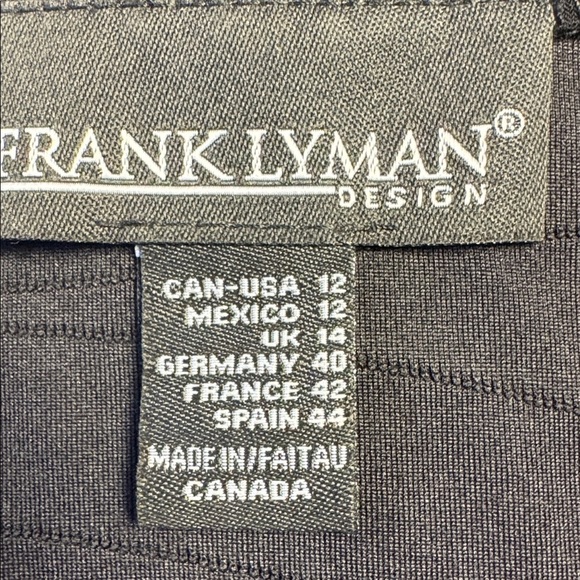 FRANK LYMAN®
DESIGN
CAN-USA 12
MEXICO 12
UK 14
GERMANY 40
FRANCE 42
SPAIN 44
MADE IN/FAIT AU
CANADA